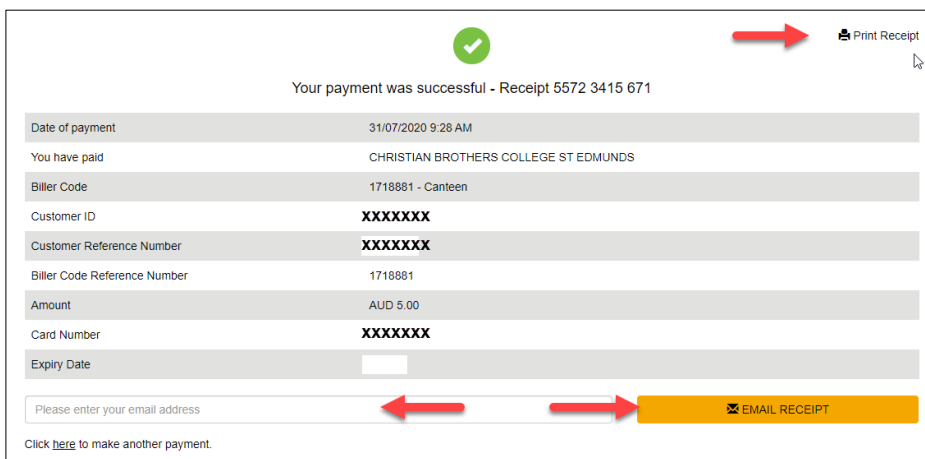 Print Receipt
Your payment was successful - Receipt 5572 3415 671
Date of payment 31/07/2020 9:28 AM
You have paid CHRISTIAN BROTHERS COLLEGE ST EDMUNDS
Biller Code 1718881 - Canteen
Customer ID XXXXXXX
Customer Reference Number XXXXXXX
Biller Code Reference Number 1718881
Amount AUD 5.00
Card Number XXXXXXX
Expiry Date
Please enter your email address EMAIL RECEIPT
Click here to make another payment.